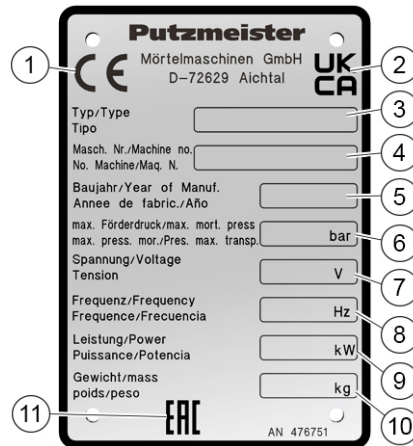 Putzmeister
Mörtelmaschinen GmbH
D-72629 Aichtal
CE
UK
CA
1
2
Typ/Type
Tipo
3
Masch. Nr./Machine no.
No. Machine/Maq. N.
4
Baujahr/Year of Manuf.
Annee de fabric./Año
5
max. Förderdruck/max. mort. press
max. press. mor./Pres. max. transp.
bar
6
Spannung/Voltage
Tension
V
7
Frequenz/Frequency
Frequence/Frecuencia
Hz
8
Leistung/Power
Puissance/Potencia
kW
9
Gewicht/mass
poids/peso
kg
10
11
EAC
AN 476751